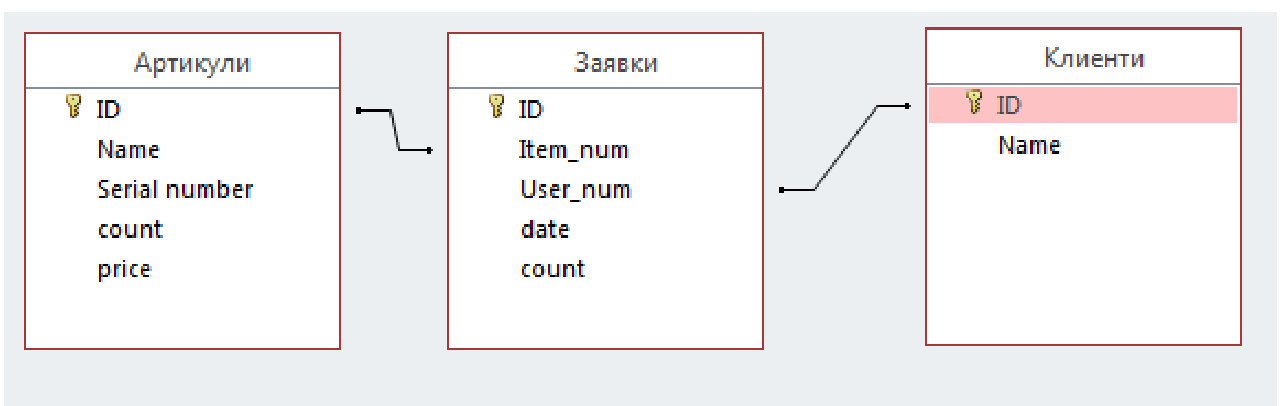 Артикули
ID
Name
Serial number
count
price
Заявки
ID
Item_num
User_num
date
count
Клиенти
ID
Name